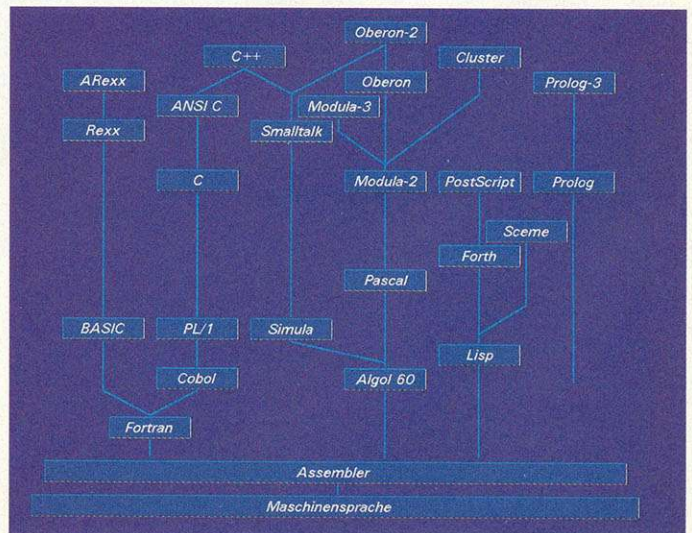 Oberon-2
C++
Cluster
ARexx
Oberon
Prolog-3
ANSI C
Modula-3
Rexx
Smalltalk
C
Modula-2
PostScript
Prolog
Sceme
Forth
Pascal
BASIC
PL/1
Simula
Lisp
Cobol
Algol 60
Fortran
Assembler
Maschinensprache